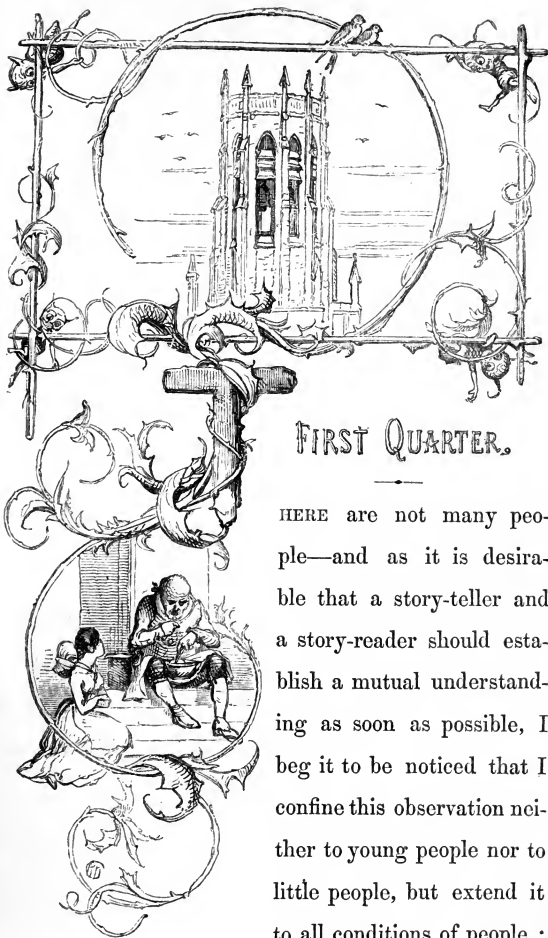 FIRST QUARTER.
THERE are not many peo-
ple—and as it is desira-
ble that a story-teller and
a story-reader should esta-
blish a mutual understand-
ing as soon as possible, I
beg it to be noticed that I
confine this observation nei-
ther to young people nor to
little people, but extend it
to all conditions of people :